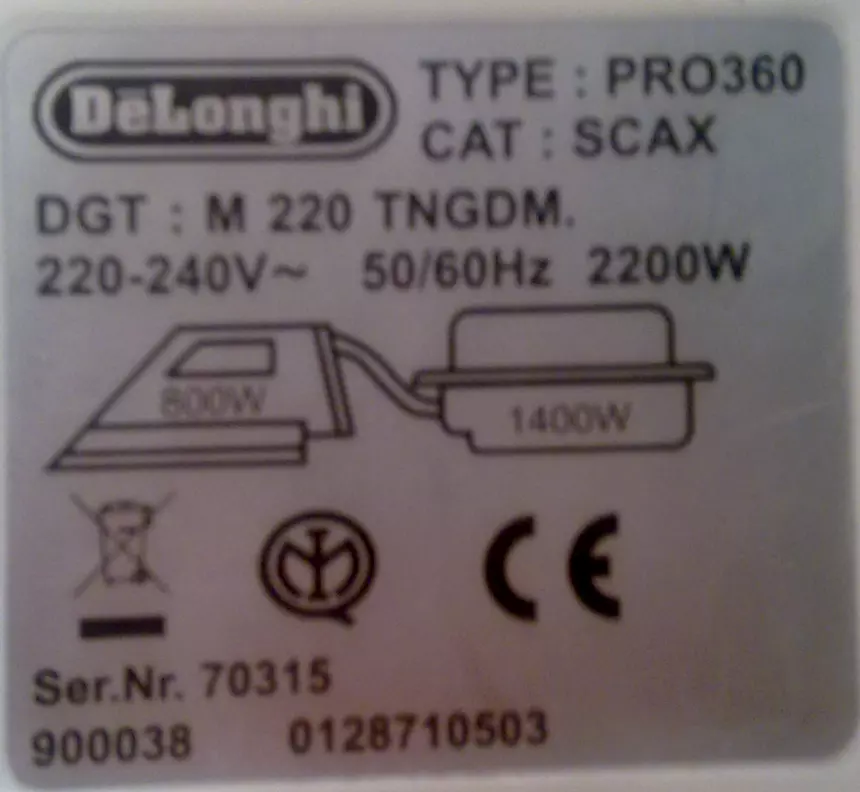 DeLonghi
TYPE : PRO360
CAT : SCAX
DGT : M 220 TNGDM.
220-240V~ 50/60Hz 2200W
800W
1400W
CE
Ser.Nr. 70315
900038 0128710503